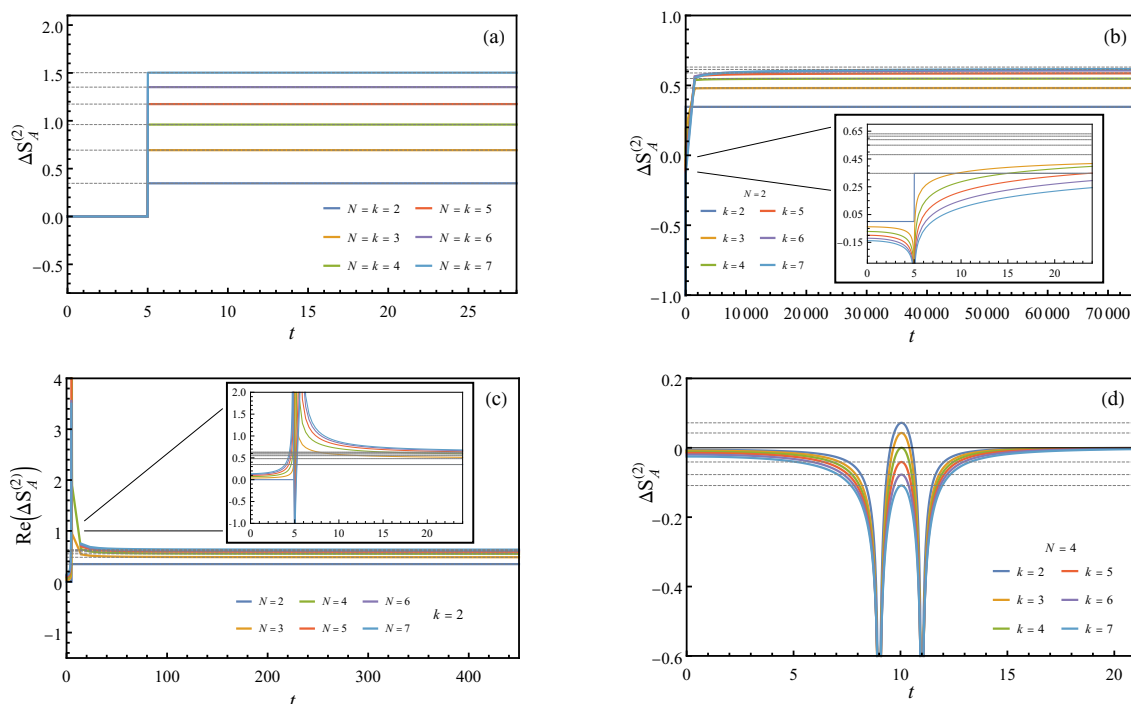 (a)
ΔS_A^(2)
2.0
1.5
1.0
0.5
0.0
−0.5
0 5 10 15 20 25
t
N = k = 2 N = k = 5
N = k = 3 N = k = 6
N = k = 4 N = k = 7
(b)
ΔS_A^(2)
1.0
0.5
0.0
−0.5
−1.0
0 10 000 20 000 30 000 40 000 50 000 60 000 70 000
t
N = 2
k = 2 k = 5
k = 3 k = 6
k = 4 k = 7
0.65
0.45
0.25
0.05
−0.15
0 5 10 15 20
(c)
Re(ΔS_A^(2))
4
3
2
1
0
−1
0 100 200 300 400
t
N = 2 N = 4 N = 6
N = 3 N = 5 N = 7
k = 2
2.0
1.5
1.0
0.5
0.0
−0.5
−1.0
0 5 10 15 20
(d)
ΔS_A^(2)
0.2
0
−0.2
−0.4
−0.6
0 5 10 15 20
t
N = 4
k = 2 k = 5
k = 3 k = 6
k = 4 k = 7